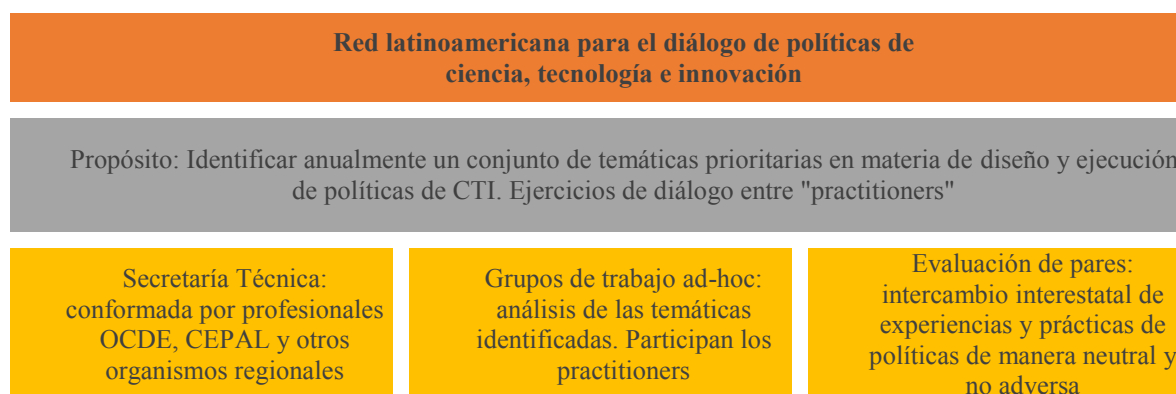 Red latinoamericana para el diálogo de políticas de
ciencia, tecnología e innovación
Propósito: Identificar anualmente un conjunto de temáticas prioritarias en materia de diseño y ejecución
de políticas de CTI. Ejercicios de diálogo entre "practitioners"
Secretaría Técnica:
conformada por profesionales
OCDE, CEPAL y otros
organismos regionales
Grupos de trabajo ad-hoc:
análisis de las temáticas
identificadas. Participan los
practitioners
Evaluación de pares:
intercambio interestatal de
experiencias y prácticas de
políticas de manera neutral y
no adversa